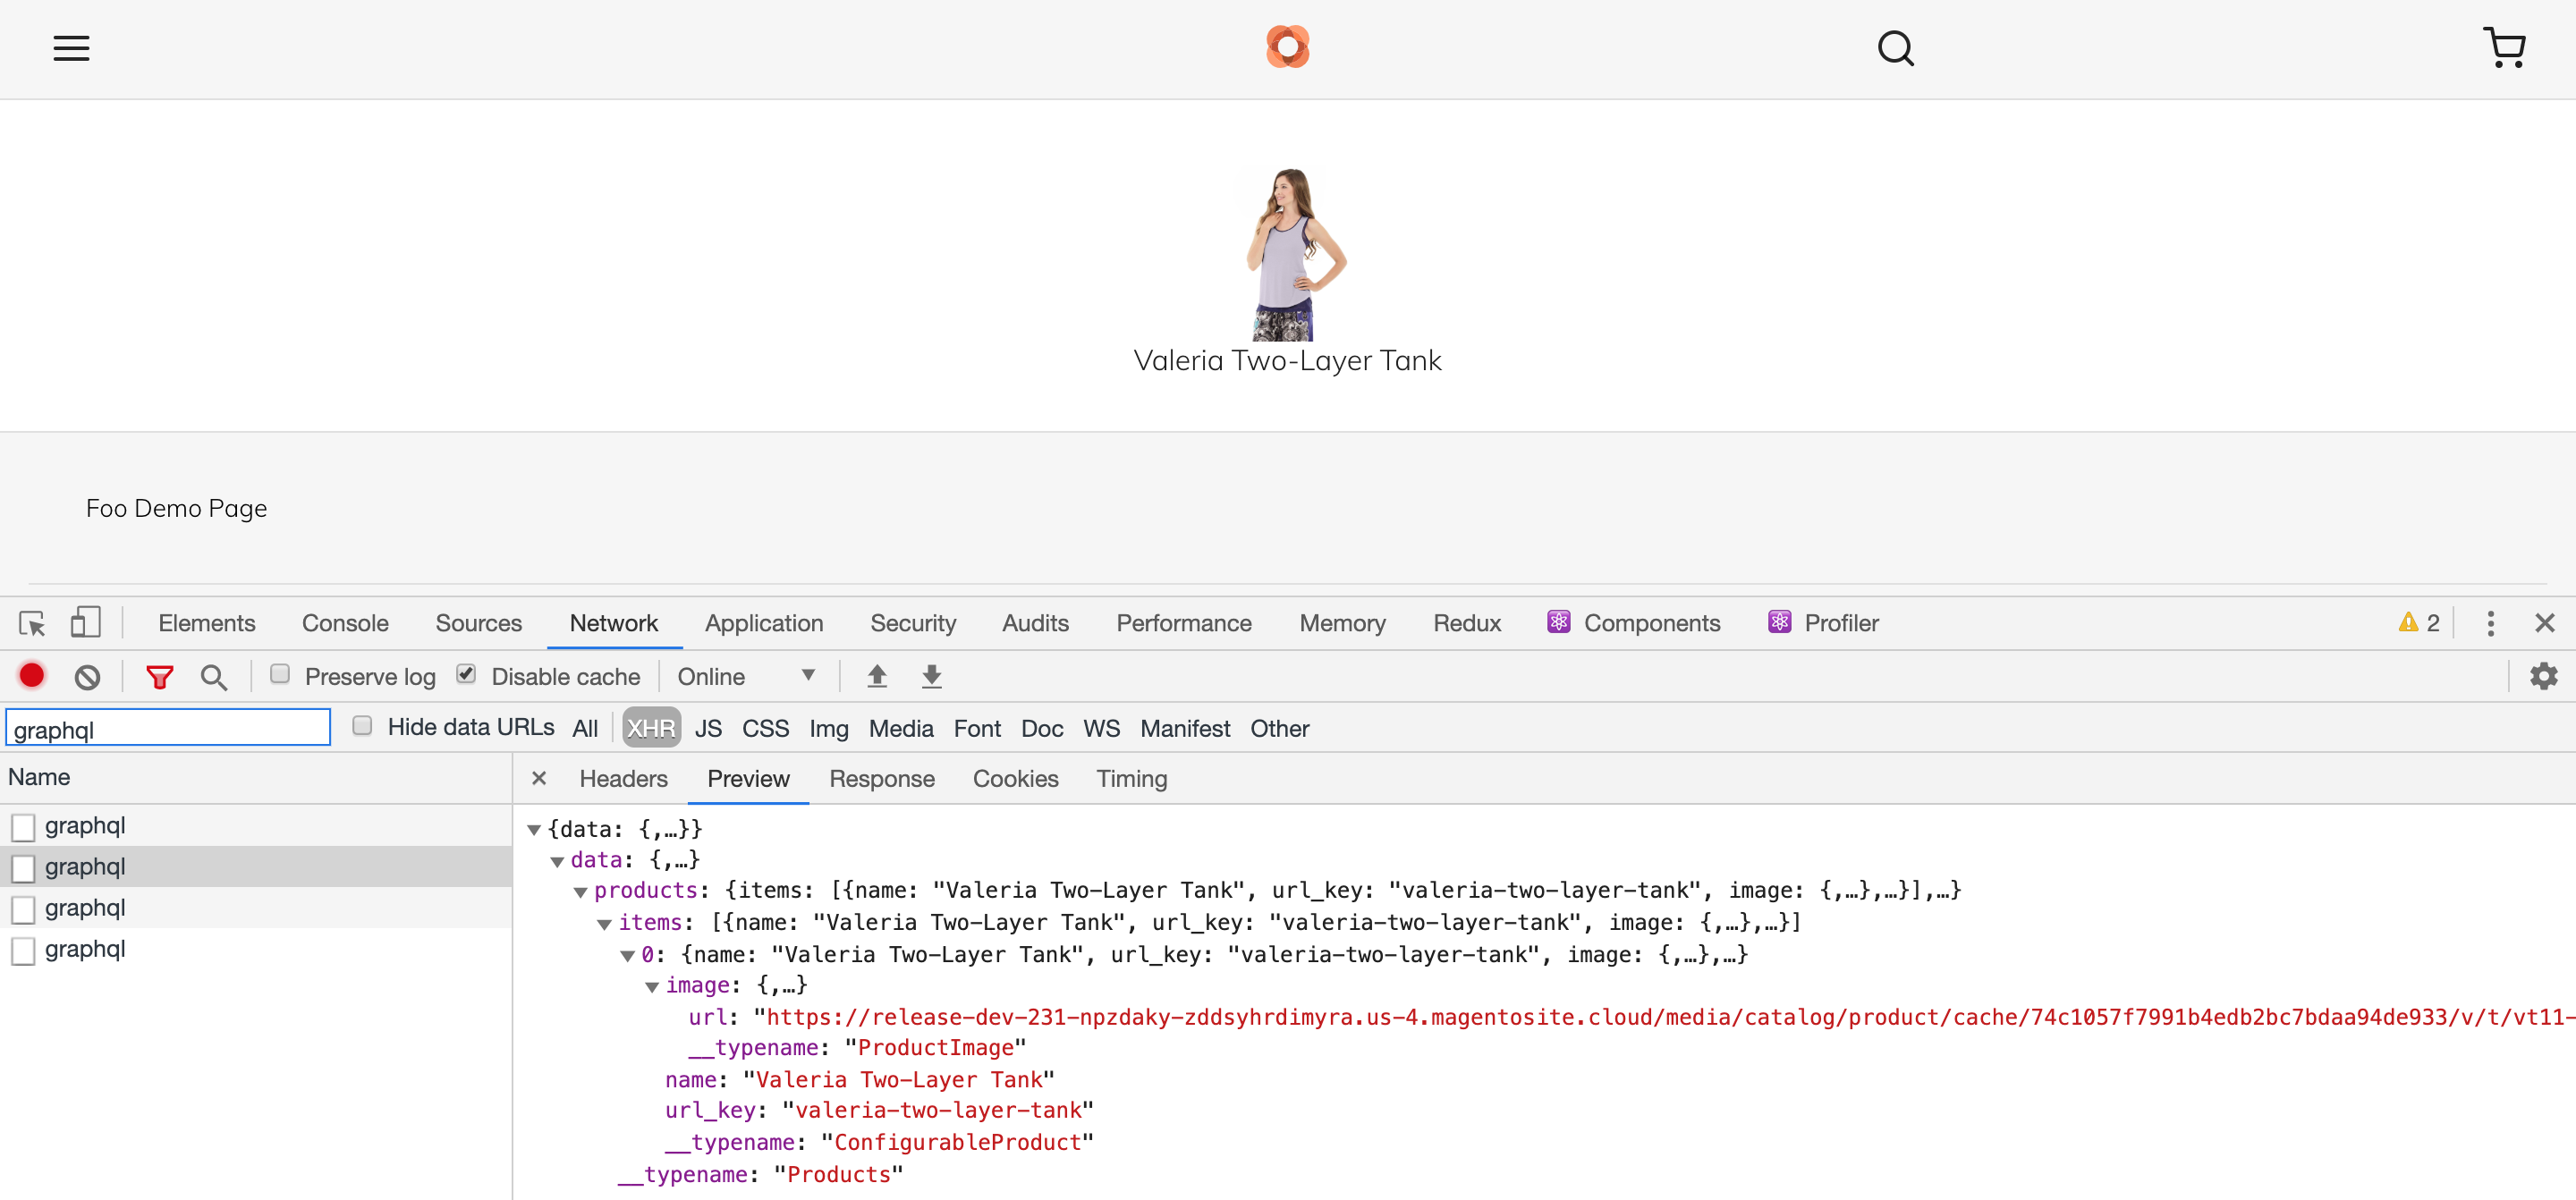 Valeria Two-Layer Tank
Foo Demo Page
Elements Console Sources Network Application Security Audits Performance Memory Redux Components Profiler 2
Preserve log Disable cache Online
graphql Hide data URLs All XHR JS CSS Img Media Font Doc WS Manifest Other
Name
Headers Preview Response Cookies Timing
graphql
graphql
graphql
graphql
{data: {,…}}
data: {,…}
products: {items: [{name: "Valeria Two-Layer Tank", url_key: "valeria-two-layer-tank", image: {,…},…}],…}
items: [{name: "Valeria Two-Layer Tank", url_key: "valeria-two-layer-tank", image: {,…},…}]
0: {name: "Valeria Two-Layer Tank", url_key: "valeria-two-layer-tank", image: {,…},…}
image: {,…}
url: "https://release-dev-231-npzdaky-zddsyhrdimyra.us-4.magentosite.cloud/media/catalog/product/cache/74c1057f7991b4edb2bc7bdaa94de933/v/t/vt11-
__typename: "ProductImage"
name: "Valeria Two-Layer Tank"
url_key: "valeria-two-layer-tank"
__typename: "ConfigurableProduct"
__typename: "Products"